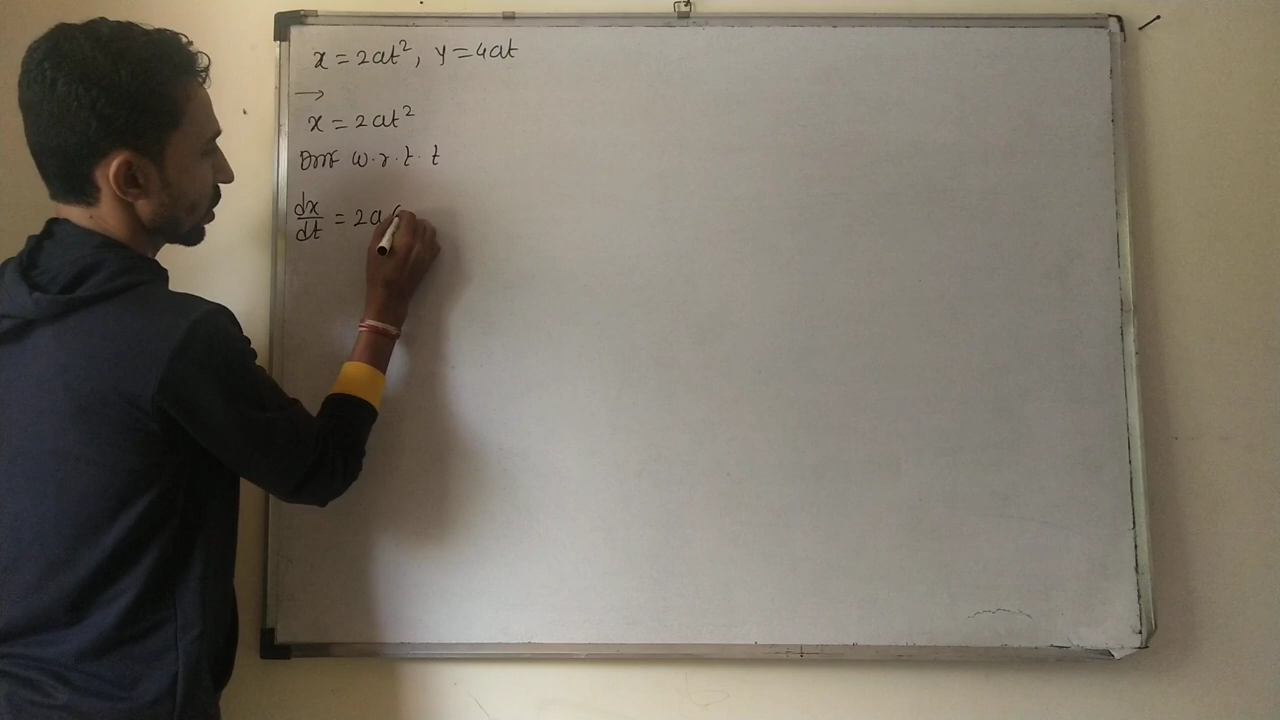 x = 2at², y = 4at
→
x = 2at²
Diff w.r.t. t
dx/dt = 2a (